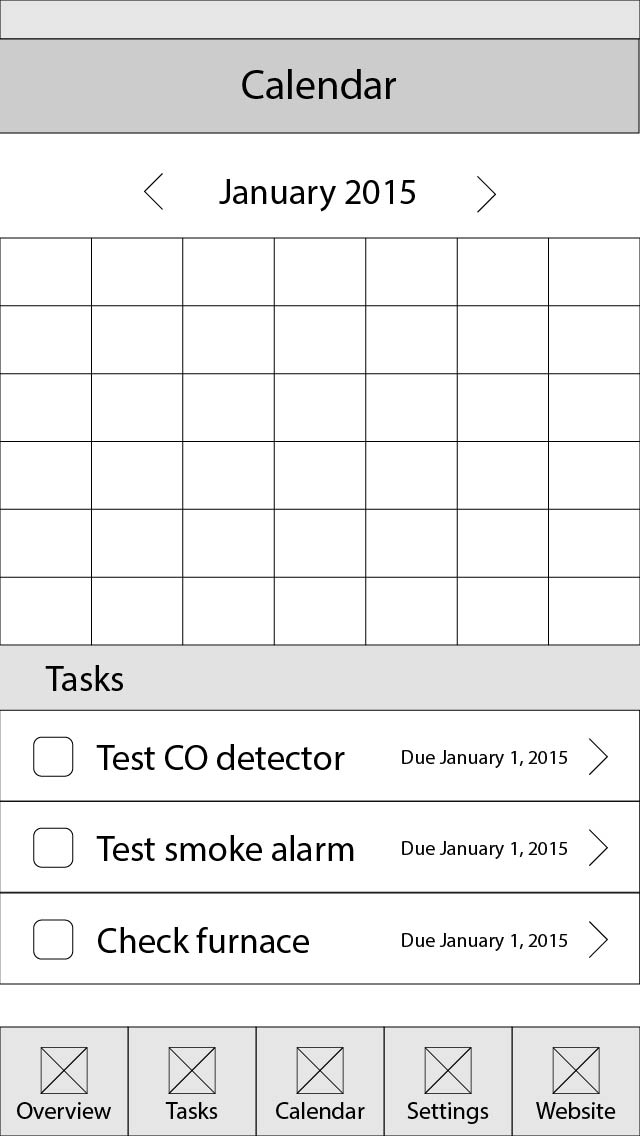 Calendar
January 2015
Tasks
Test CO detector Due January 1, 2015
Test smoke alarm Due January 1, 2015
Check furnace Due January 1, 2015
Overview Tasks Calendar Settings Website